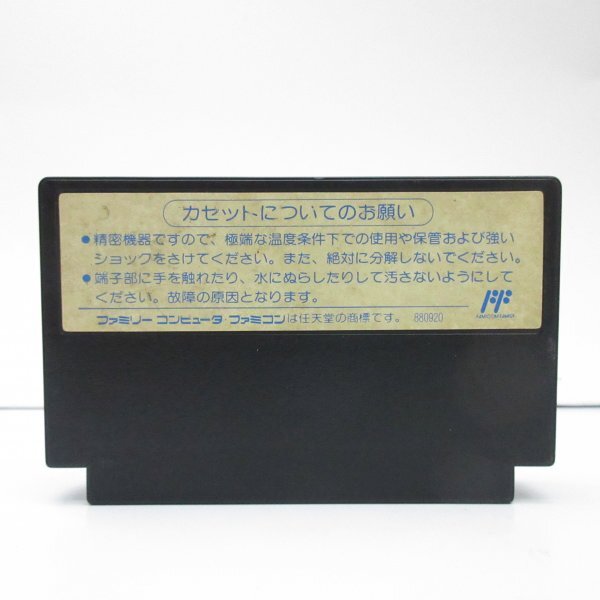 カセットについてのお願い
●精密機器ですので、極端な温度条件下での使用や保管および強い
ショックをさけてください。また、絶対に分解しないでください。
●端子部に手を触れたり、水にぬらしたりして汚さないようにして
ください。故障の原因となります。
FAMICOM FAMILY
ファミリー コンピュータ・ファミコンは任天堂の商標です。 880920